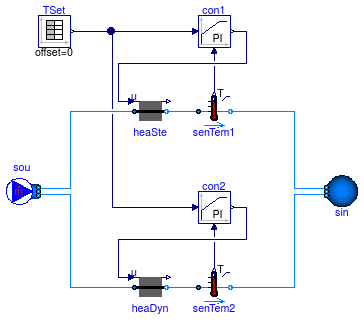 TSet
con1
PI
offset=0
u
T
heaSte
senTem1
sou
con2
PI
sin
u
T
heaDyn
senTem2